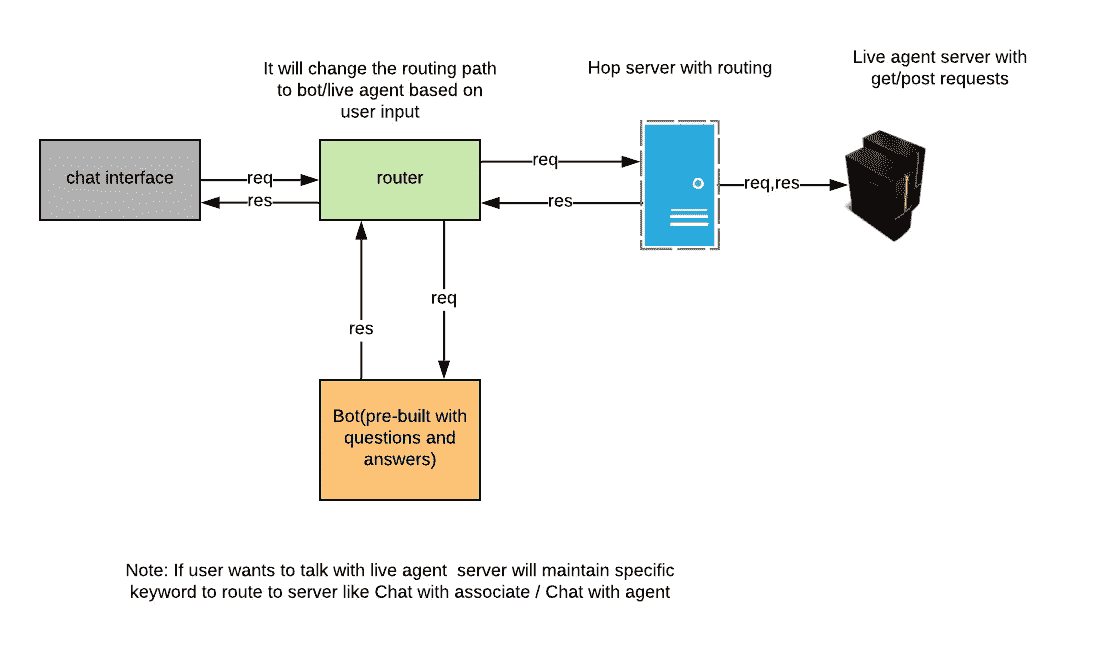 It will change the routing path
to bot/live agent based on
user input
Hop server with routing
Live agent server with
get/post requests
chat interface
req
res
router
req
res
req,res
req
res
Bot(pre-built with
questions and
answers)
Note: If user wants to talk with live agent  server will maintain specific
keyword to route to server like Chat with associate / Chat with agent